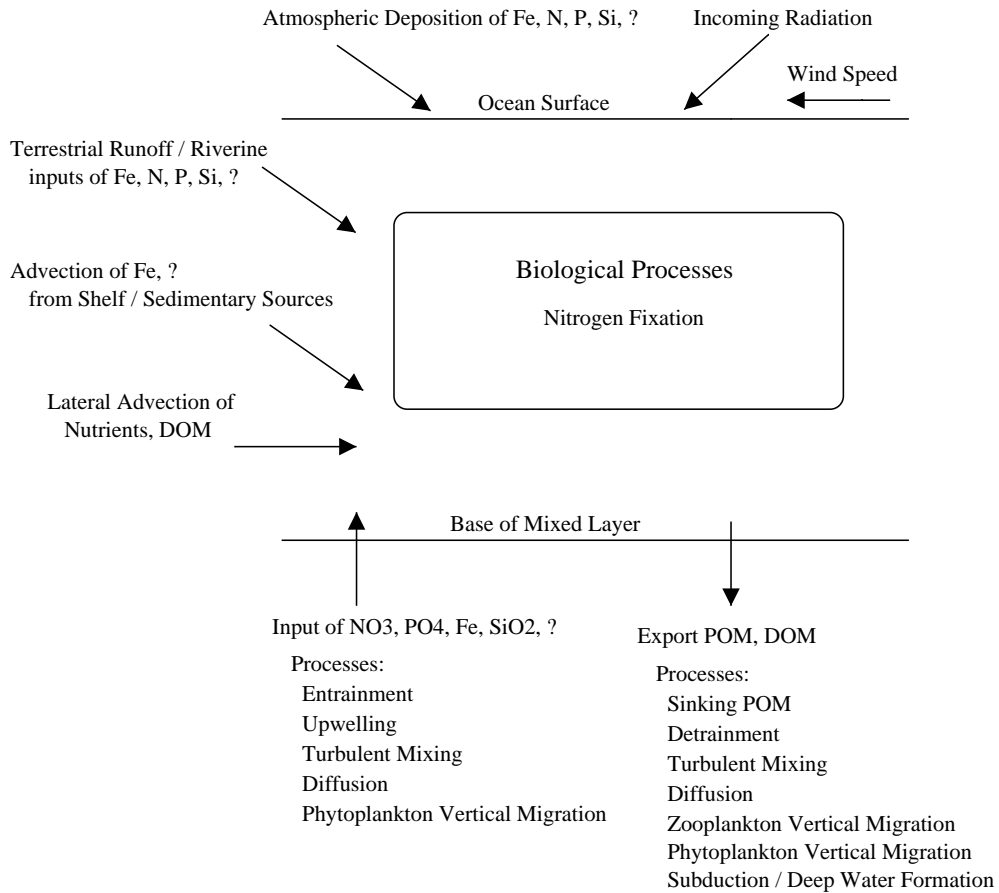 Atmospheric Deposition of Fe, N, P, Si, ?
Incoming Radiation
Wind Speed
Ocean Surface
Terrestrial Runoff / Riverine
inputs of Fe, N, P, Si, ?
Biological Processes
Nitrogen Fixation
Advection of Fe, ?
from Shelf / Sedimentary Sources
Lateral Advection of
Nutrients, DOM
Base of Mixed Layer
Input of NO3, PO4, Fe, SiO2, ?
Processes:
Entrainment
Upwelling
Turbulent Mixing
Diffusion
Phytoplankton Vertical Migration
Export POM, DOM
Processes:
Sinking POM
Detrainment
Turbulent Mixing
Diffusion
Zooplankton Vertical Migration
Phytoplankton Vertical Migration
Subduction / Deep Water Formation